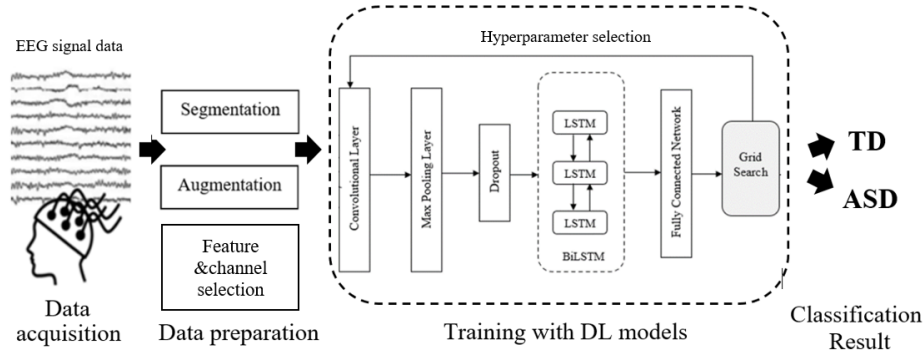 EEG signal data
Data
acquisition
Segmentation
Augmentation
Feature
&channel
selection
Data preparation
Hyperparameter selection
Convolutional Layer
Max Pooling Layer
Dropout
LSTM
LSTM
LSTM
BiLSTM
Fully Connected Network
Grid
Search
Training with DL models
TD
ASD
Classification
Result